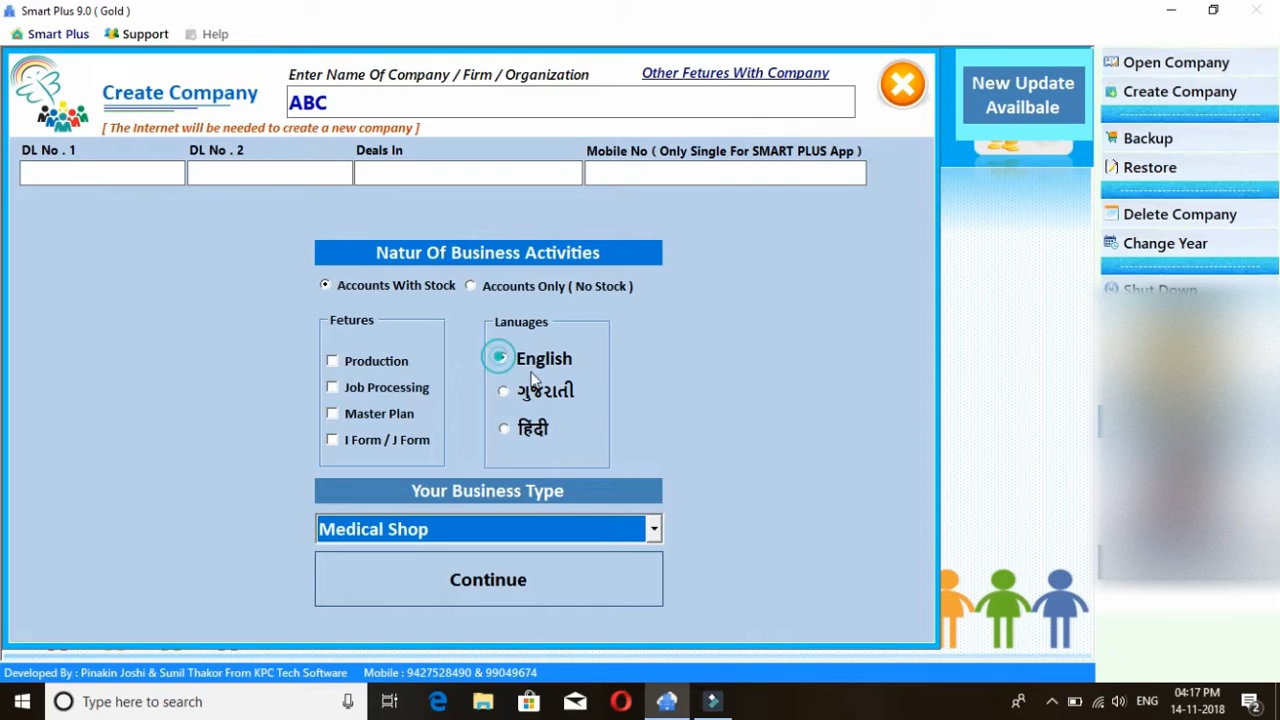 Smart Plus 9.0 ( Gold )
Smart Plus Support Help
Create Company
[ The Internet will be needed to create a new company ]
Enter Name Of Company / Firm / Organization
Other Fetures With Company
ABC
DL No . 1
DL No . 2
Deals In
Mobile No ( Only Single For SMART PLUS App )
Natur Of Business Activities
Accounts With Stock
Accounts Only ( No Stock )
Fetures
Production
Job Processing
Master Plan
I Form / J Form
Lanuages
English
ગુજરાતી
हिंदी
Your Business Type
Medical Shop
Continue
New Update
Availbale
Open Company
Create Company
Backup
Restore
Delete Company
Change Year
Shut Down
Developed By : Pinakin Joshi & Sunil Thakor From KPC Tech Software Mobile : 9427528490 & 99049674
Type here to search
ENG
04:17 PM
14-11-2018
2